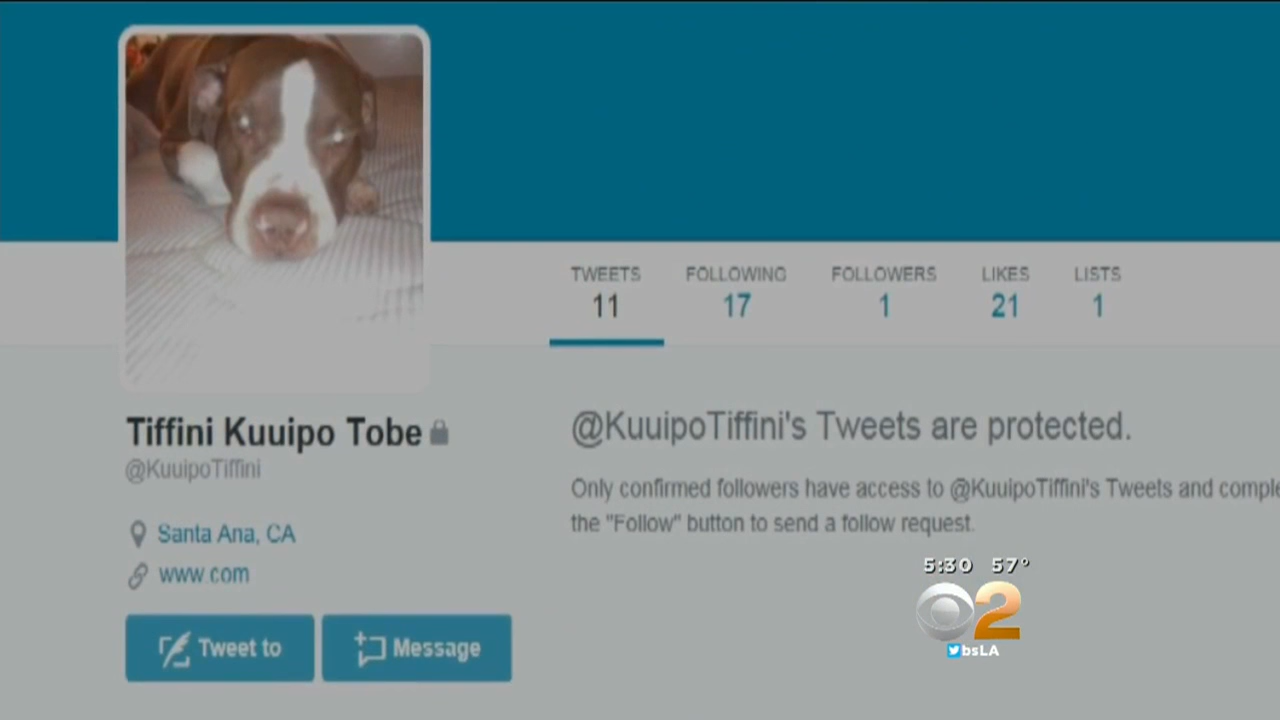 TWEETS FOLLOWING FOLLOWERS LIKES LISTS
11 17 1 21 1
Tiffini Kuuipo Tobe
@KuuipoTiffini
Santa Ana, CA
www.com
Tweet to Message
@KuuipoTiffini's Tweets are protected.
Only confirmed followers have access to @KuuipoTiffini's Tweets and comple
the "Follow" button to send a follow request.
5:30 57°
2
bsLA